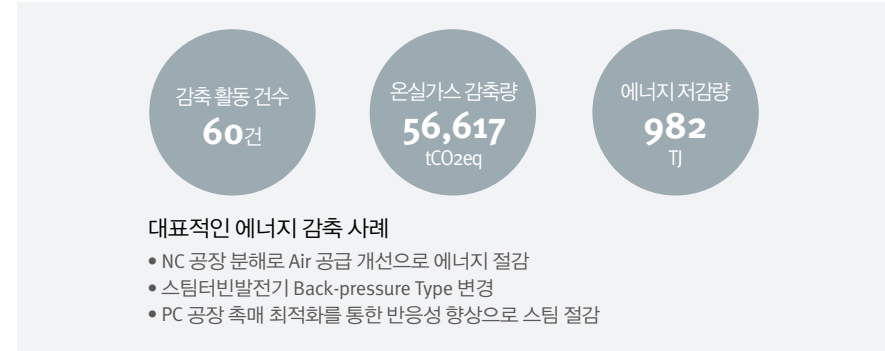 감축 활동 건수
60건
온실가스 감축량
56,617
tCO2eq
에너지 저감량
982
TJ
대표적인 에너지 감축 사례
• NC 공장 분해로 Air 공급 개선으로 에너지 절감
• 스팀터빈발전기 Back-pressure Type 변경
• PC 공장 촉매 최적화를 통한 반응성 향상으로 스팀 절감